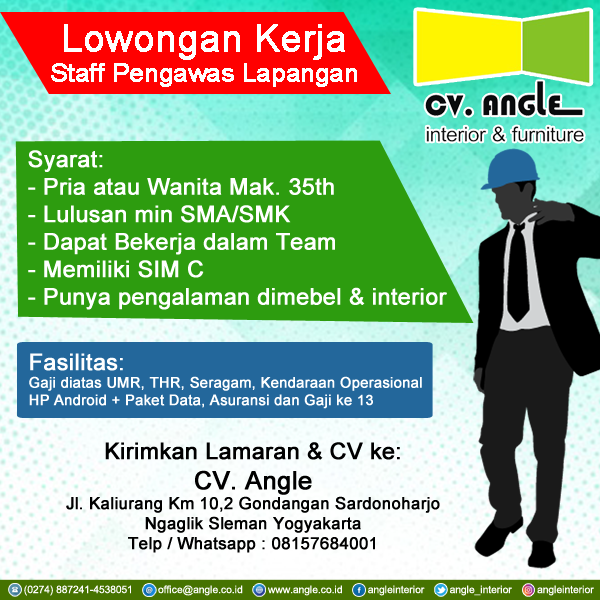 Lowongan Kerja
Staff Pengawas Lapangan
CV. ANGLE
interior & furniture
Syarat:
- Pria atau Wanita Mak. 35th
- Lulusan min SMA/SMK
- Dapat Bekerja dalam Team
- Memiliki SIM C
- Punya pengalaman dimebel & interior
Fasilitas:
Gaji diatas UMR, THR, Seragam, Kendaraan Operasional
HP Android + Paket Data, Asuransi dan Gaji ke 13
Kirimkan Lamaran & CV ke:
CV. Angle
Jl. Kaliurang Km 10,2 Gondangan Sardonoharjo
Ngaglik Sleman Yogyakarta
Telp / Whatsapp : 08157684001
(0274) 887241-4538051 office@angle.co.id www.angle.co.id angleinterior angle_interior angleinterior